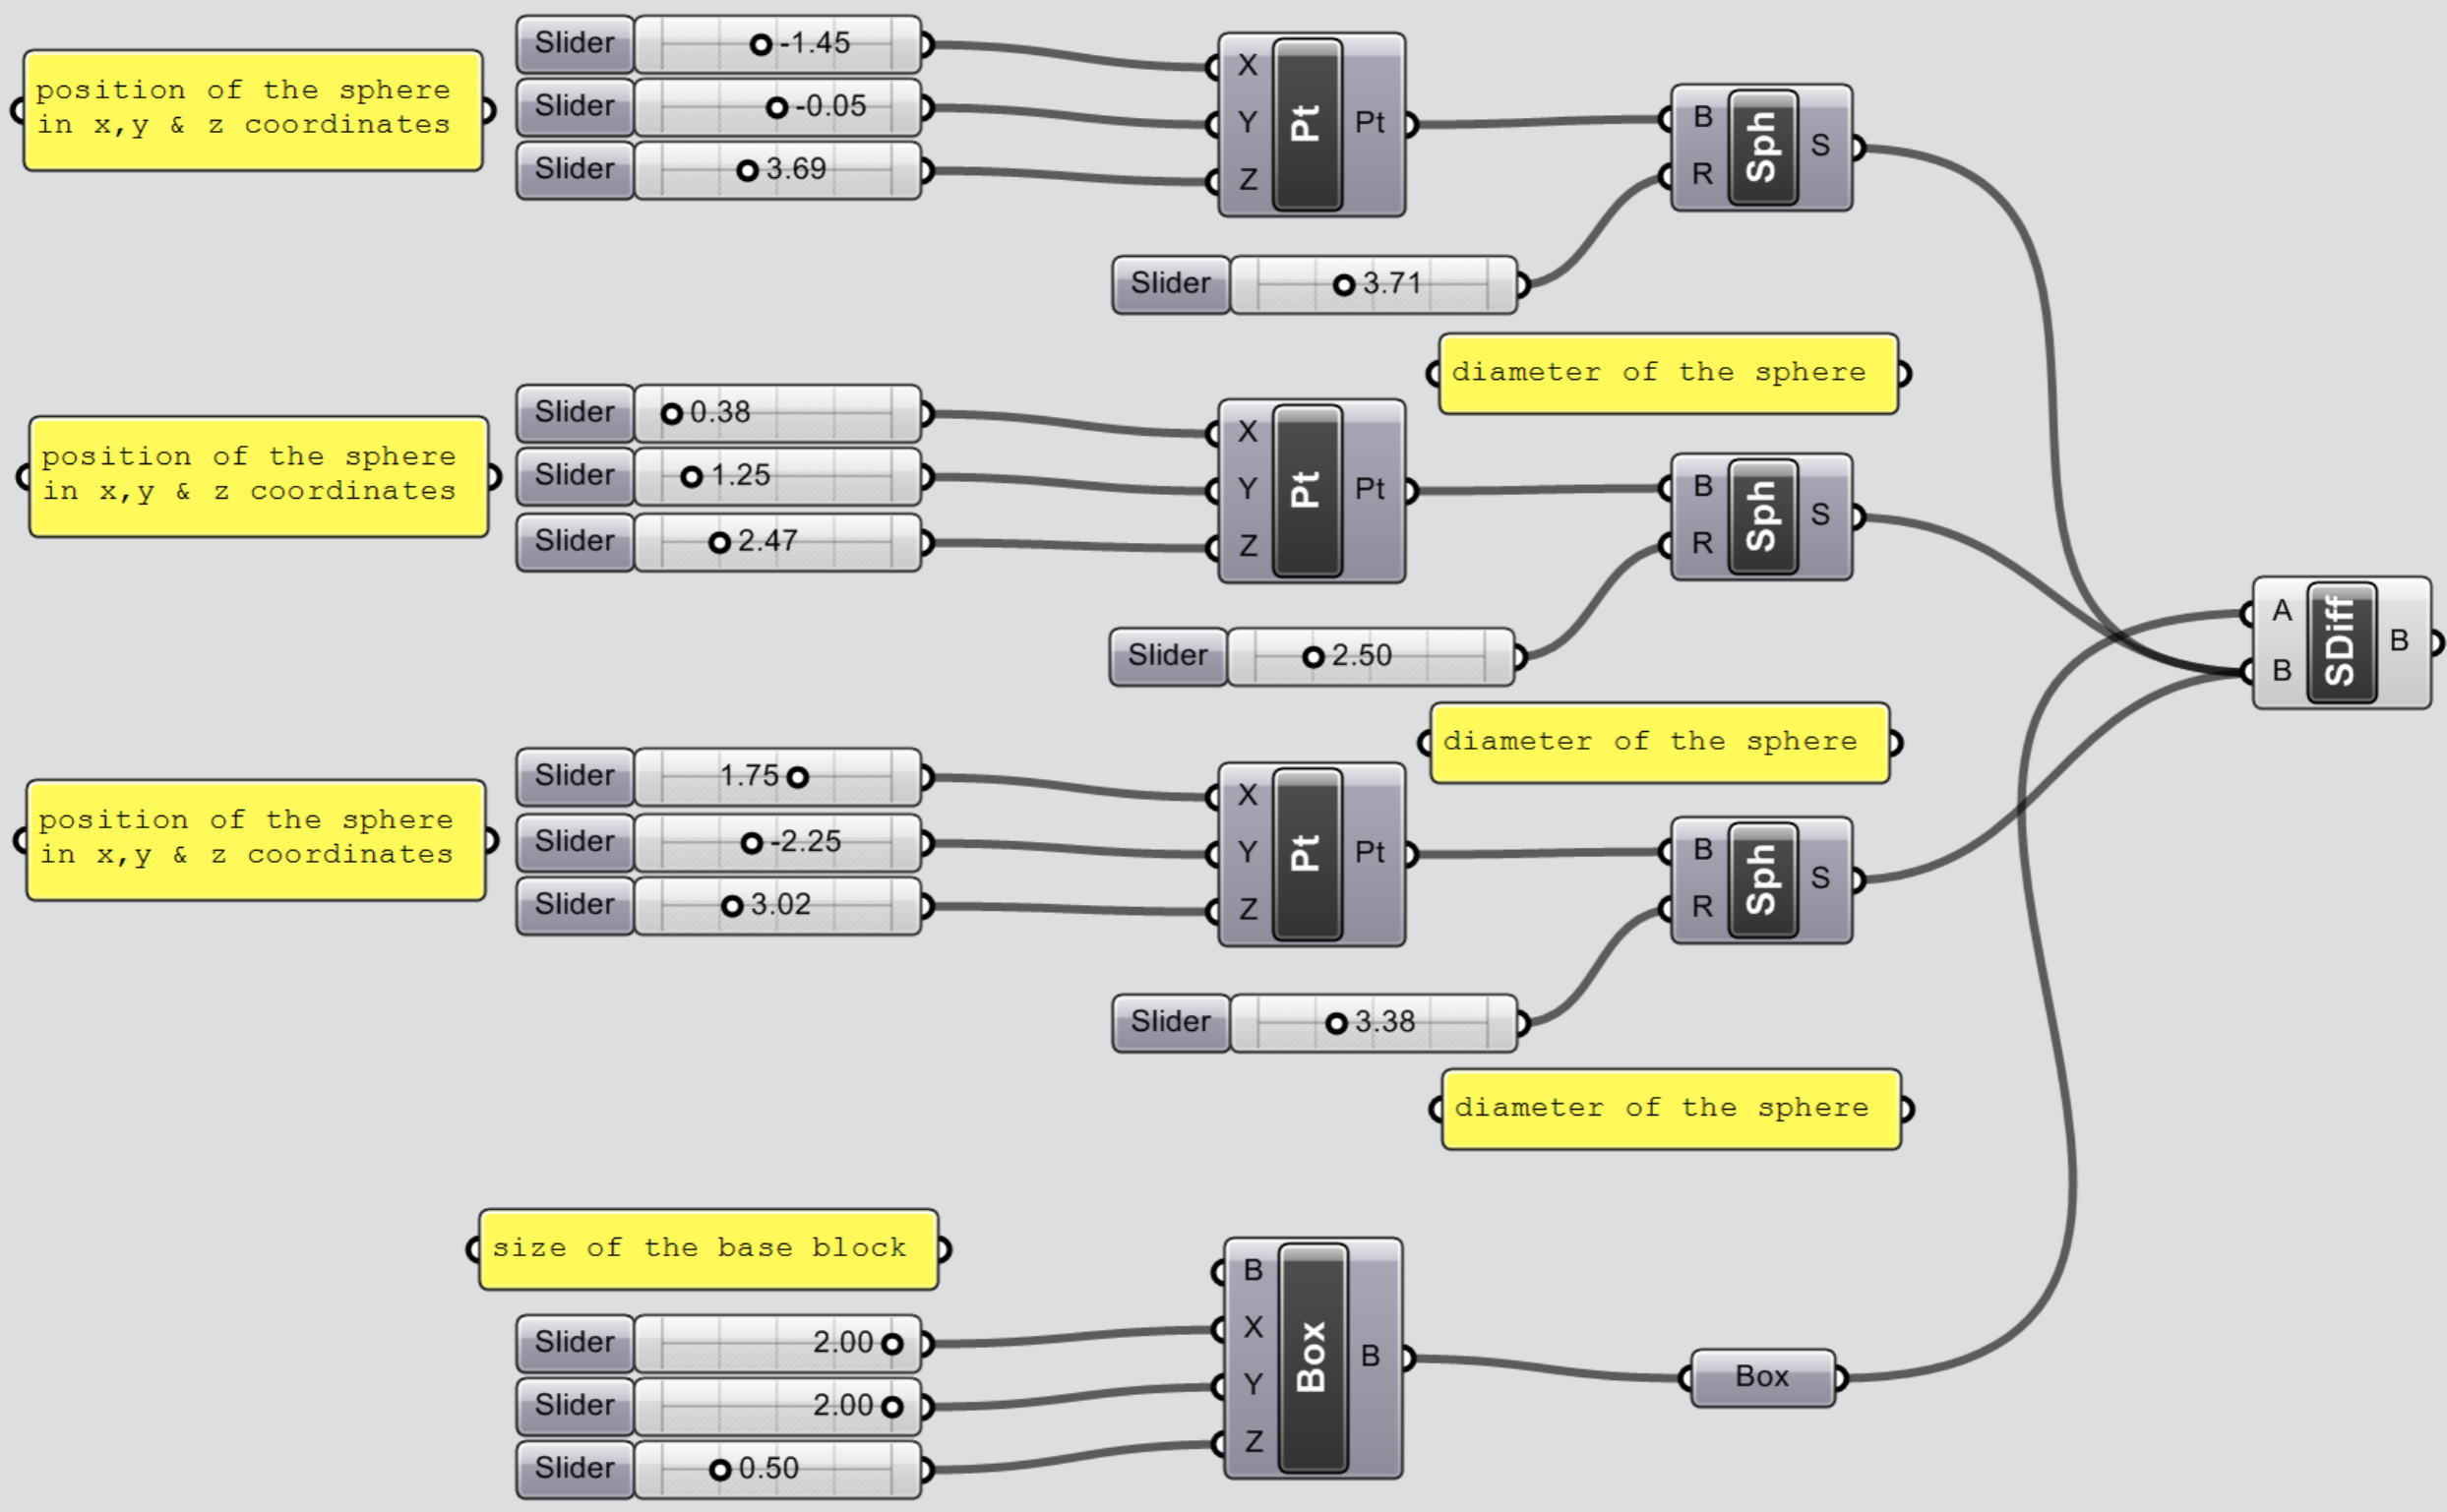 position of the sphere
in x,y & z coordinates
Slider -1.45
Slider -0.05
Slider 3.69
X
Y
Z
Pt
Pt
B
R
Sph
S
Slider 3.71
diameter of the sphere
position of the sphere
in x,y & z coordinates
Slider 0.38
Slider 1.25
Slider 2.47
X
Y
Z
Pt
Pt
B
R
Sph
S
Slider 2.50
diameter of the sphere
A
B
SDiff
B
position of the sphere
in x,y & z coordinates
Slider 1.75
Slider -2.25
Slider 3.02
X
Y
Z
Pt
Pt
B
R
Sph
S
Slider 3.38
diameter of the sphere
size of the base block
Slider 2.00
Slider 2.00
Slider 0.50
B
X
Y
Z
Box
B
Box